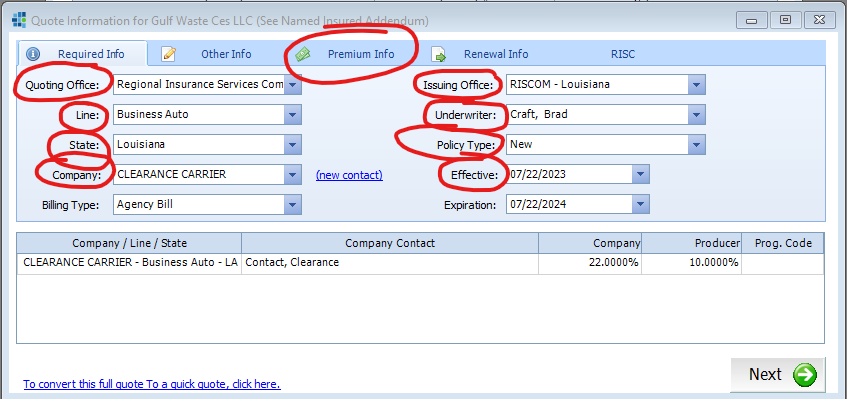 Quote Information for Gulf Waste Ces LLC (See Named Insured Addendum)
Required Info Other Info Premium Info Renewal Info RISC
Quoting Office: Regional Insurance Services Com Issuing Office: RISCOM - Louisiana
Line: Business Auto Underwriter: Craft, Brad
State: Louisiana Policy Type: New
Company: CLEARANCE CARRIER (new contact) Effective: 07/22/2023
Billing Type: Agency Bill Expiration: 07/22/2024
Company / Line / State Company Contact Company Producer Prog. Code
CLEARANCE CARRIER - Business Auto - LA Contact, Clearance 22.0000% 10.0000%
Next
To convert this full quote To a quick quote, click here.